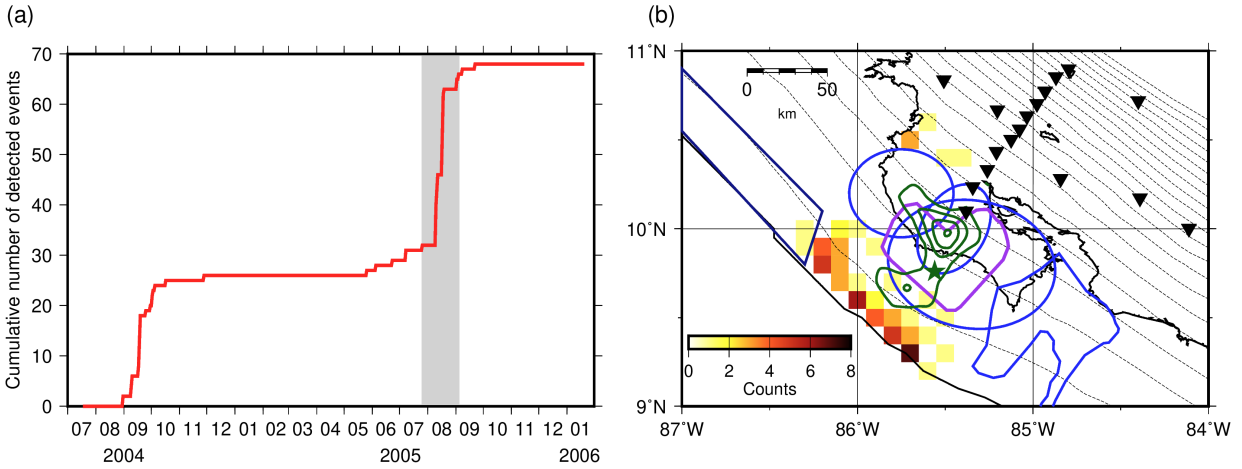 (a)
Cumulative number of detected events
70
60
50
40
30
20
10
0
07 08 09 10 11 12 01 02 03 04 05 06 07 08 09 10 11 12 01
2004 2005 2006
(b)
11°N
10°N
9°N
0 50
km
0 2 4 6 8
Counts
87°W 86°W 85°W 84°W